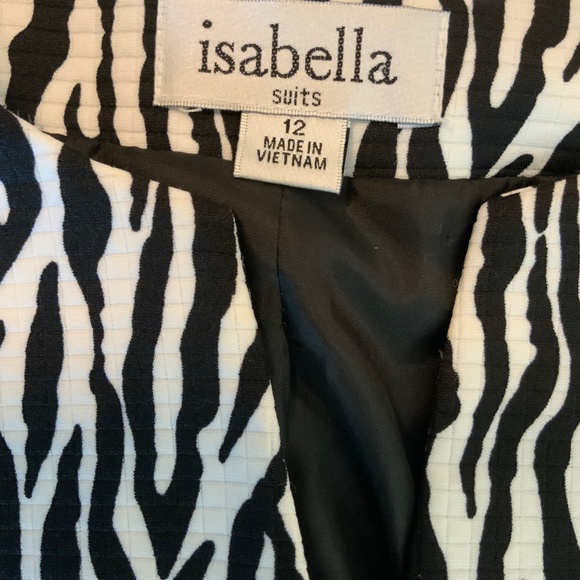 isabella
suits
12
MADE IN
VIETNAM